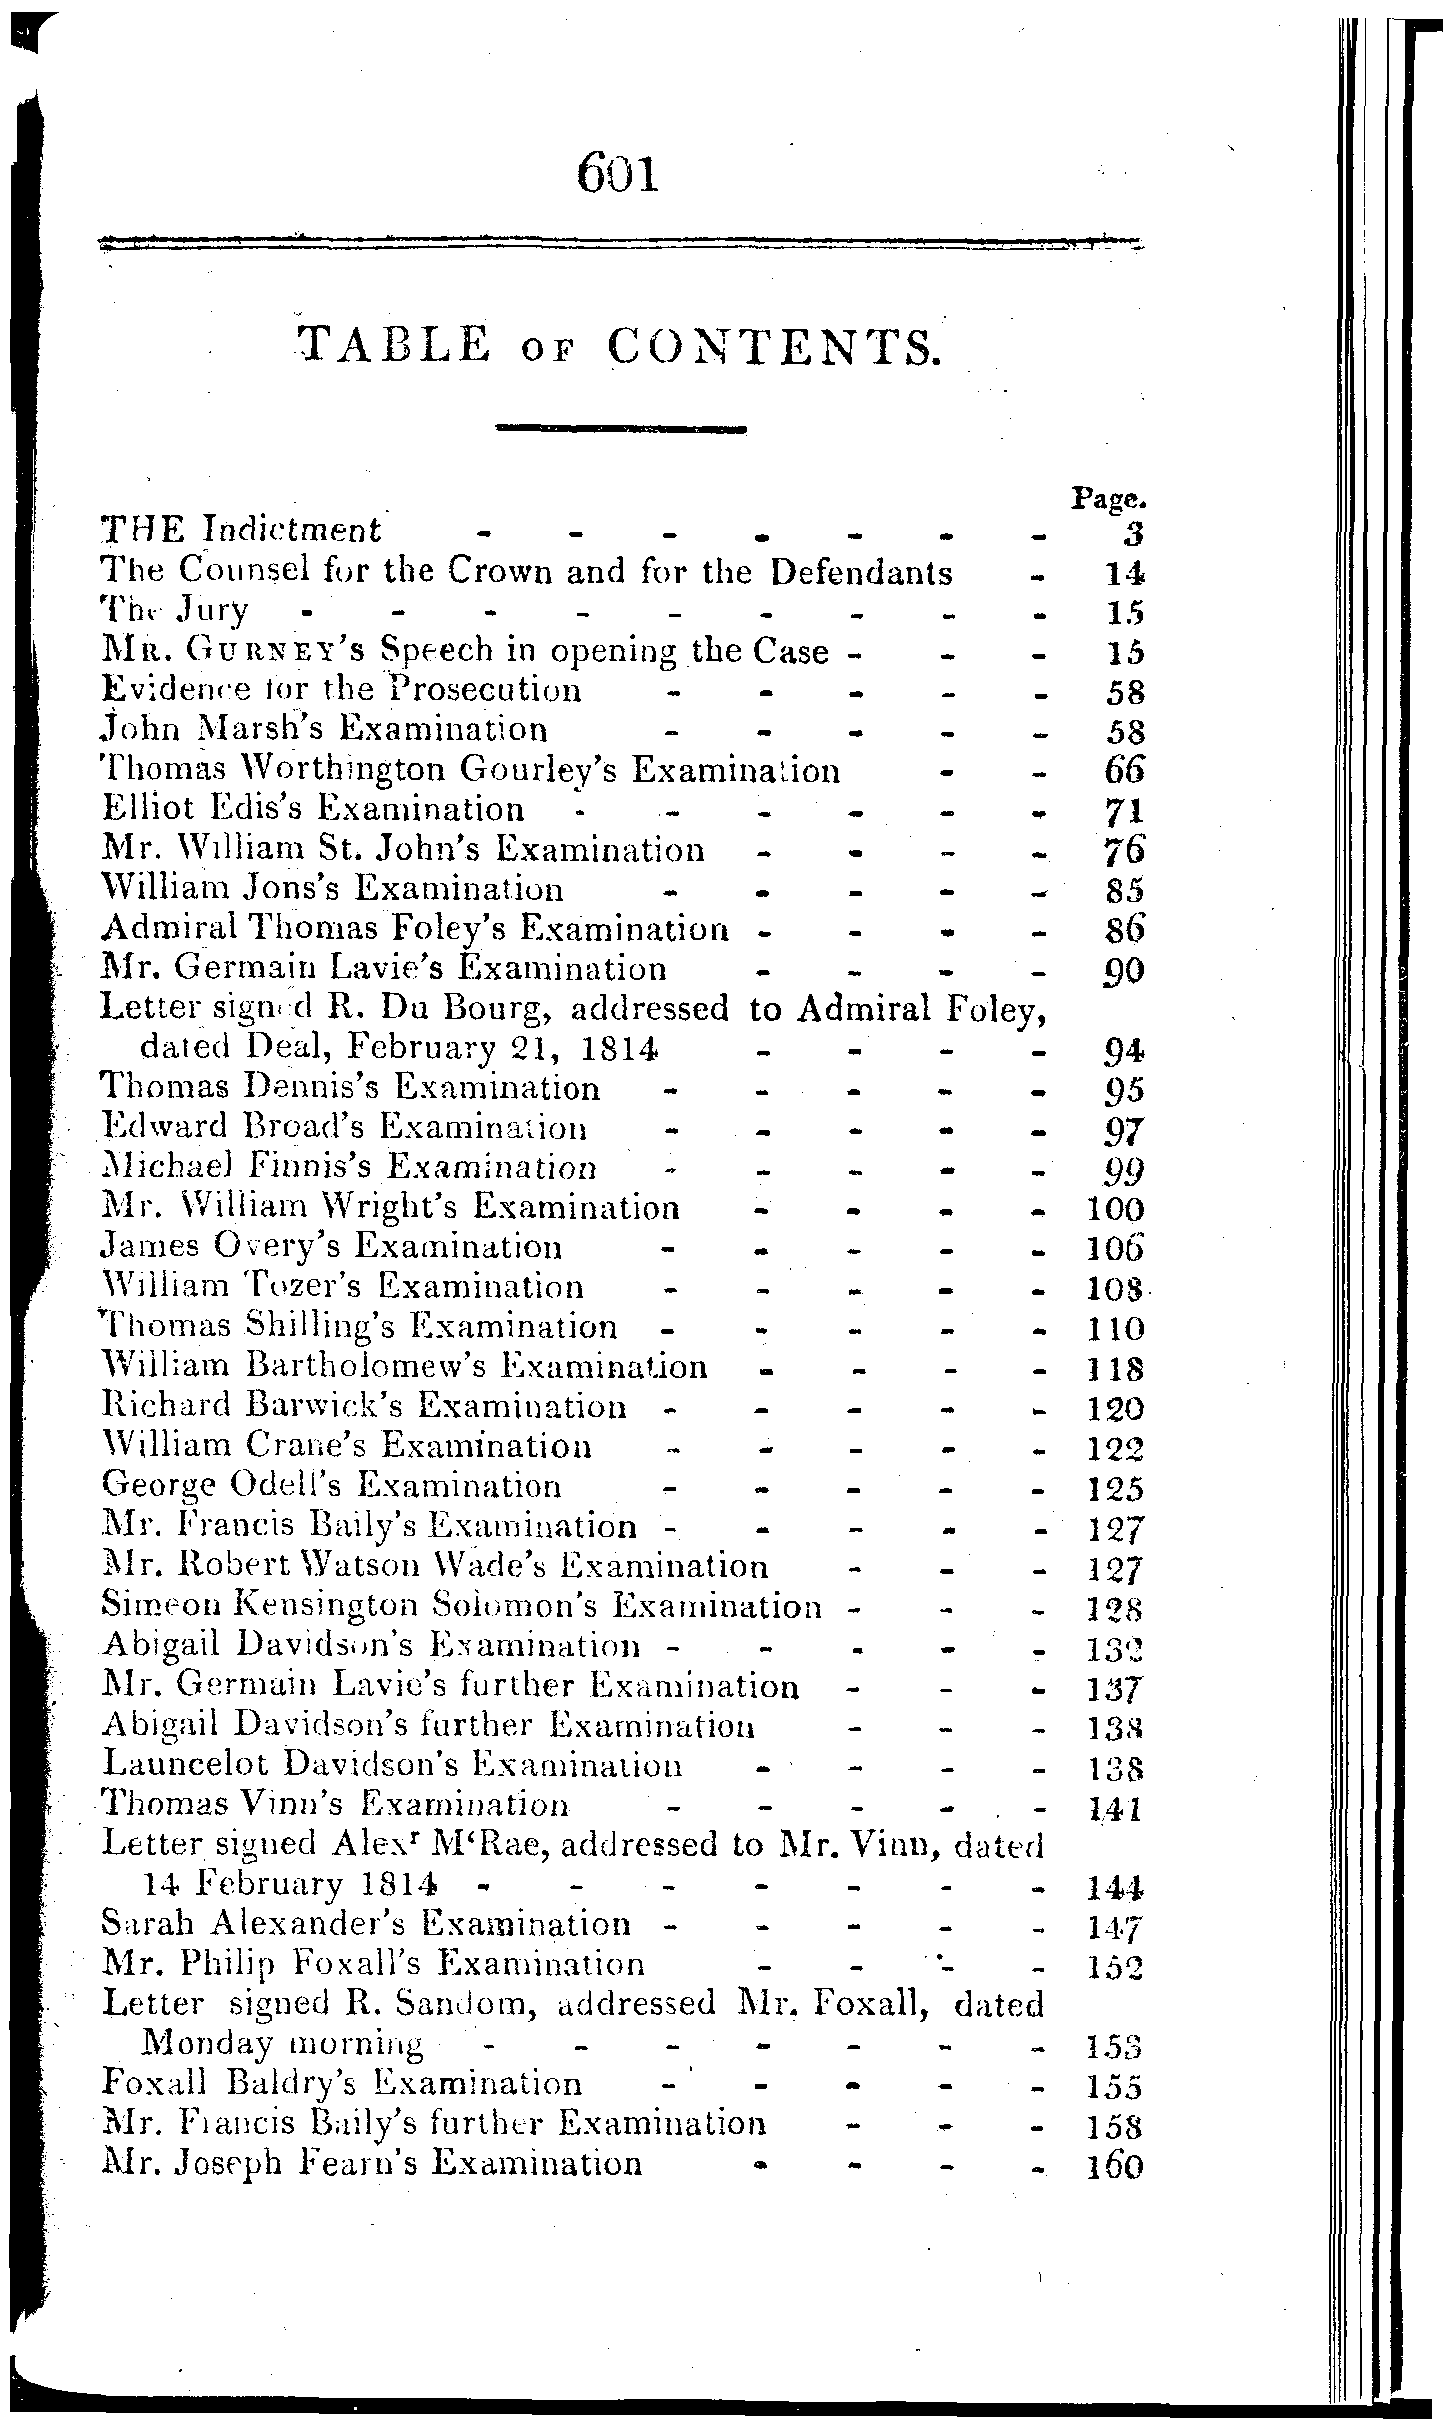 601
TABLE OF CONTENTS.
Page.
THE Indictment - - - - - - - 3
The Counsel for the Crown and for the Defendants - 14
The Jury - - - - - - - - - 15
MR. GURNEY's Speech in opening the Case - - - 15
Evidence for the Prosecution - - - - - 58
John Marsh's Examination - - - - - 58
Thomas Worthington Gourley's Examination - - 66
Elliot Edis's Examination - - - - - - 71
Mr. William St. John's Examination - - - - 76
William Jons's Examination - - - - - 85
Admiral Thomas Foley's Examination - - - - 86
Mr. Germain Lavie's Examination - - - - 90
Letter signed R. Du Bourg, addressed to Admiral Foley,
dated Deal, February 21, 1814 - - - - 94
Thomas Dennis's Examination - - - - - 95
Edward Broad's Examination - - - - - 97
Michael Finnis's Examination - - - - - 99
Mr. William Wright's Examination - - - - 100
James Overy's Examination - - - - - 106
William Tozer's Examination - - - - - 108
Thomas Shilling's Examination - - - - - 110
William Bartholomew's Examination - - - - 118
Richard Barwick's Examination - - - - - 120
William Crane's Examination - - - - - 122
George Odell's Examination - - - - - 125
Mr. Francis Baily's Examination - - - - - 127
Mr. Robert Watson Wade's Examination - - - 127
Simeon Kensington Solomon's Examination - - - 128
Abigail Davidson's Examination - - - - - 132
Mr. Germain Lavie's further Examination - - - 137
Abigail Davidson's further Examination - - - 138
Launcelot Davidson's Examination - - - - 138
Thomas Vinn's Examination - - - - - 141
Letter signed Alexʳ M‘Rae, addressed to Mr. Vinn, dated
14 February 1814 - - - - - - - 144
Sarah Alexander's Examination - - - - - 147
Mr. Philip Foxall's Examination - - - - 152
Letter signed R. Sandom, addressed Mr. Foxall, dated
Monday morning - - - - - - - 153
Foxall Baldry's Examination - - - - - 155
Mr. Francis Baily's further Examination - - - 158
Mr. Joseph Fearn's Examination - - - - 160